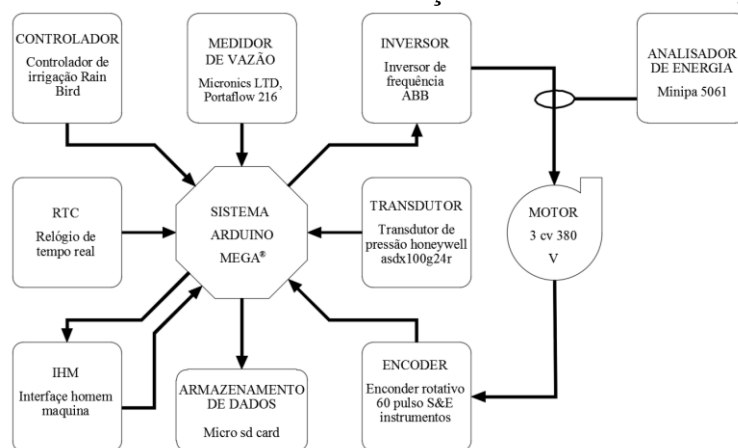 CONTROLADOR
Controlador de
irrigação Rain
Bird
MEDIDOR
DE VAZÃO
Micronics LTD,
Portaflow 216
INVERSOR
Inversor de
frequência
ABB
ANALISADOR
DE ENERGIA
Minipa 5061
RTC
Relógio de
tempo real
SISTEMA
ARDUINO
MEGA®
TRANSDUTOR
Transdutor de
pressão honeywell
asdx100g24r
MOTOR
3 cv 380
V
IHM
Interfaçe homem
maquina
ARMAZENAMENTO
DE DADOS
Micro sd card
ENCODER
Enconder rotativo
60 pulso S&E
instrumentos